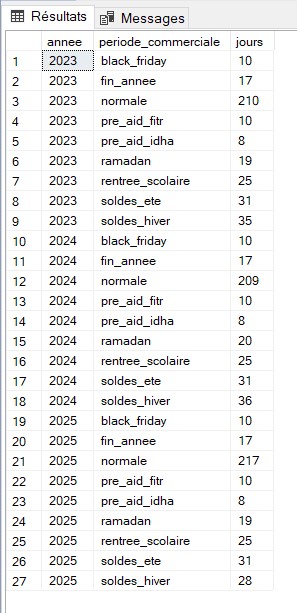 Résultats Messages
annee periode_commerciale jours
1 2023 black_friday 10
2 2023 fin_annee 17
3 2023 normale 210
4 2023 pre_aid_fitr 10
5 2023 pre_aid_idha 8
6 2023 ramadan 19
7 2023 rentree_scolaire 25
8 2023 soldes_ete 31
9 2023 soldes_hiver 35
10 2024 black_friday 10
11 2024 fin_annee 17
12 2024 normale 209
13 2024 pre_aid_fitr 10
14 2024 pre_aid_idha 8
15 2024 ramadan 20
16 2024 rentree_scolaire 25
17 2024 soldes_ete 31
18 2024 soldes_hiver 36
19 2025 black_friday 10
20 2025 fin_annee 17
21 2025 normale 217
22 2025 pre_aid_fitr 10
23 2025 pre_aid_idha 8
24 2025 ramadan 19
25 2025 rentree_scolaire 25
26 2025 soldes_ete 31
27 2025 soldes_hiver 28